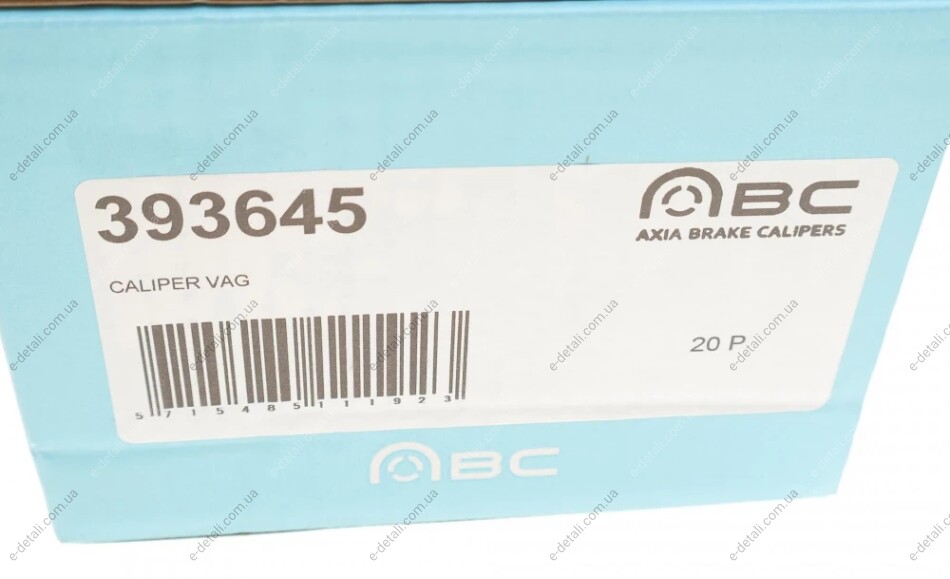 393645
ABC
AXIA BRAKE CALIPERS
CALIPER VAG
20 P
5715485111923
ABC
e-detali.com.ua